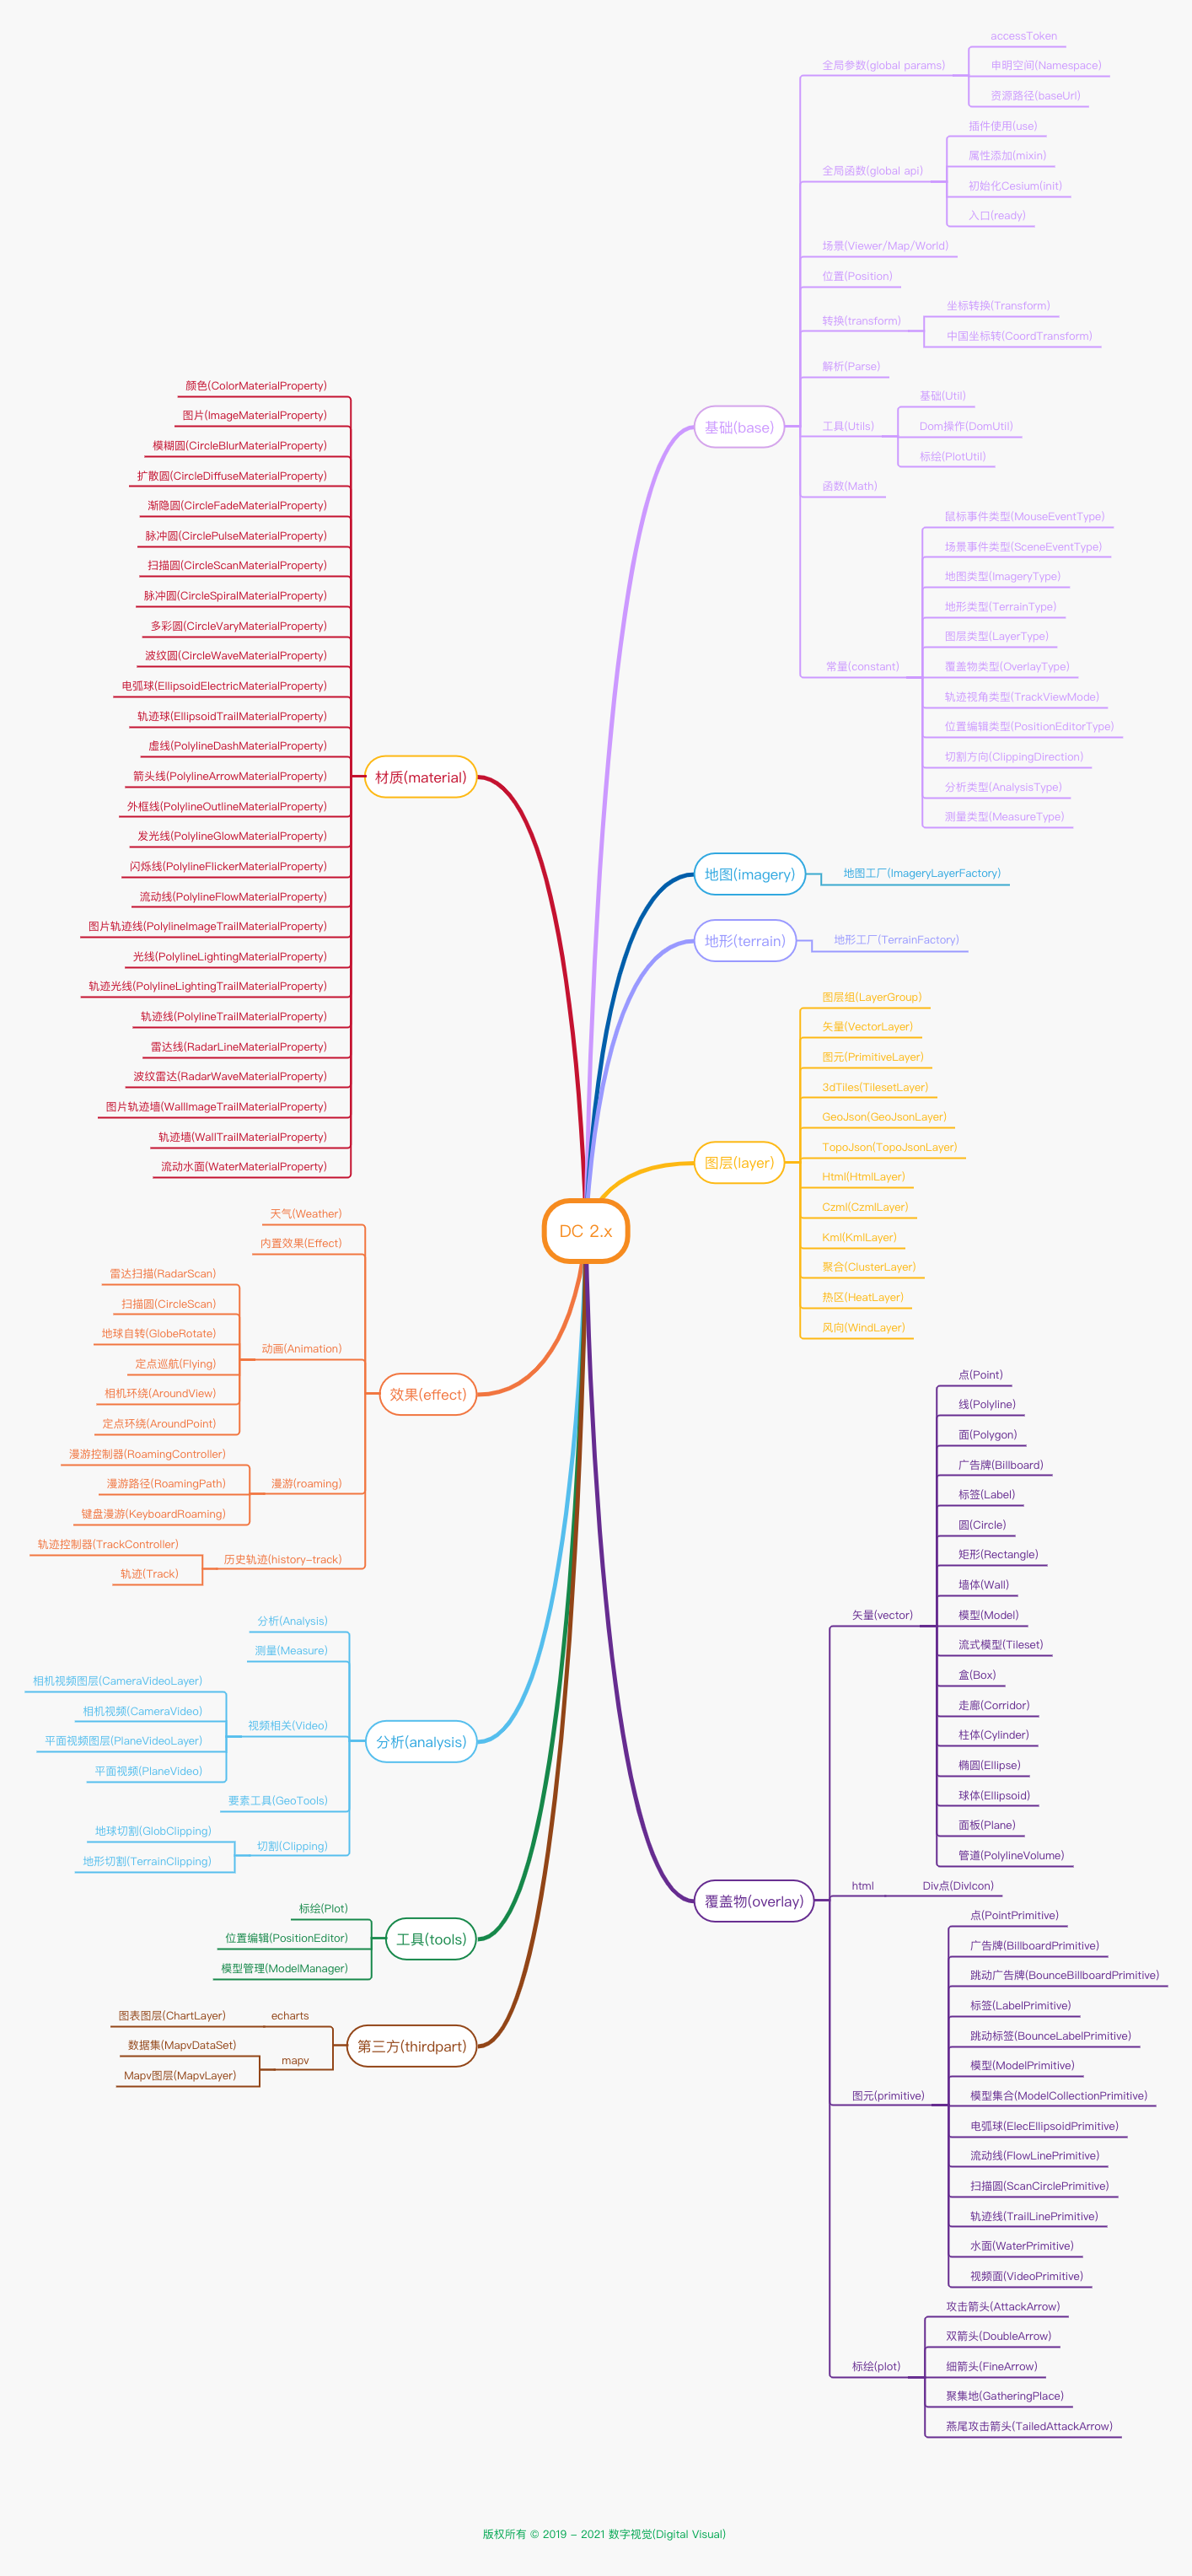 DC 2.x
基础(base)
全局参数(global params)
accessToken
申明空间(Namespace)
资源路径(baseUrl)
全局函数(global api)
插件使用(use)
属性添加(mixin)
初始化Cesium(init)
入口(ready)
场景(Viewer/Map/World)
位置(Position)
转换(transform)
坐标转换(Transform)
中国坐标转(CoordTransform)
解析(Parse)
工具(Utils)
基础(Util)
Dom操作(DomUtil)
标绘(PlotUtil)
函数(Math)
常量(constant)
鼠标事件类型(MouseEventType)
场景事件类型(SceneEventType)
地图类型(ImageryType)
地形类型(TerrainType)
图层类型(LayerType)
覆盖物类型(OverlayType)
轨迹视角类型(TrackViewMode)
位置编辑类型(PositionEditorType)
切割方向(ClippingDirection)
分析类型(AnalysisType)
测量类型(MeasureType)
地图(imagery)
地图工厂(ImageryLayerFactory)
地形(terrain)
地形工厂(TerrainFactory)
图层(layer)
图层组(LayerGroup)
矢量(VectorLayer)
图元(PrimitiveLayer)
3dTiles(TilesetLayer)
GeoJson(GeoJsonLayer)
TopoJson(TopoJsonLayer)
Html(HtmlLayer)
Czml(CzmlLayer)
Kml(KmlLayer)
聚合(ClusterLayer)
热区(HeatLayer)
风向(WindLayer)
覆盖物(overlay)
矢量(vector)
点(Point)
线(Polyline)
面(Polygon)
广告牌(Billboard)
标签(Label)
圆(Circle)
矩形(Rectangle)
墙体(Wall)
模型(Model)
流式模型(Tileset)
盒(Box)
走廊(Corridor)
柱体(Cylinder)
椭圆(Ellipse)
球体(Ellipsoid)
面板(Plane)
管道(PolylineVolume)
html
Div点(DivIcon)
图元(primitive)
点(PointPrimitive)
广告牌(BillboardPrimitive)
跳动广告牌(BounceBillboardPrimitive)
标签(LabelPrimitive)
跳动标签(BounceLabelPrimitive)
模型(ModelPrimitive)
模型集合(ModelCollectionPrimitive)
电弧球(ElecEllipsoidPrimitive)
流动线(FlowLinePrimitive)
扫描圆(ScanCirclePrimitive)
轨迹线(TrailLinePrimitive)
水面(WaterPrimitive)
视频面(VideoPrimitive)
标绘(plot)
攻击箭头(AttackArrow)
双箭头(DoubleArrow)
细箭头(FineArrow)
聚集地(GatheringPlace)
燕尾攻击箭头(TailedAttackArrow)
材质(material)
颜色(ColorMaterialProperty)
图片(ImageMaterialProperty)
模糊圆(CircleBlurMaterialProperty)
扩散圆(CircleDiffuseMaterialProperty)
渐隐圆(CircleFadeMaterialProperty)
脉冲圆(CirclePulseMaterialProperty)
扫描圆(CircleScanMaterialProperty)
脉冲圆(CircleSpiralMaterialProperty)
多彩圆(CircleVaryMaterialProperty)
波纹圆(CircleWaveMaterialProperty)
电弧球(EllipsoidElectricMaterialProperty)
轨迹球(EllipsoidTrailMaterialProperty)
虚线(PolylineDashMaterialProperty)
箭头线(PolylineArrowMaterialProperty)
外框线(PolylineOutlineMaterialProperty)
发光线(PolylineGlowMaterialProperty)
闪烁线(PolylineFlickerMaterialProperty)
流动线(PolylineFlowMaterialProperty)
图片轨迹线(PolylineImageTrailMaterialProperty)
光线(PolylineLightingMaterialProperty)
轨迹光线(PolylineLightingTrailMaterialProperty)
轨迹线(PolylineTrailMaterialProperty)
雷达线(RadarLineMaterialProperty)
波纹雷达(RadarWaveMaterialProperty)
图片轨迹墙(WallImageTrailMaterialProperty)
轨迹墙(WallTrailMaterialProperty)
流动水面(WaterMaterialProperty)
效果(effect)
天气(Weather)
内置效果(Effect)
动画(Animation)
雷达扫描(RadarScan)
扫描圆(CircleScan)
地球自转(GlobeRotate)
定点巡航(Flying)
相机环绕(AroundView)
定点环绕(AroundPoint)
漫游(roaming)
漫游控制器(RoamingController)
漫游路径(RoamingPath)
键盘漫游(KeyboardRoaming)
历史轨迹(history-track)
轨迹控制器(TrackController)
轨迹(Track)
分析(analysis)
分析(Analysis)
测量(Measure)
视频相关(Video)
相机视频图层(CameraVideoLayer)
相机视频(CameraVideo)
平面视频图层(PlaneVideoLayer)
平面视频(PlaneVideo)
要素工具(GeoTools)
切割(Clipping)
地球切割(GlobClipping)
地形切割(TerrainClipping)
工具(tools)
标绘(Plot)
位置编辑(PositionEditor)
模型管理(ModelManager)
第三方(thirdpart)
echarts
图表图层(ChartLayer)
mapv
数据集(MapvDataSet)
Mapv图层(MapvLayer)
版权所有 © 2019 - 2021 数字视觉(Digital Visual)